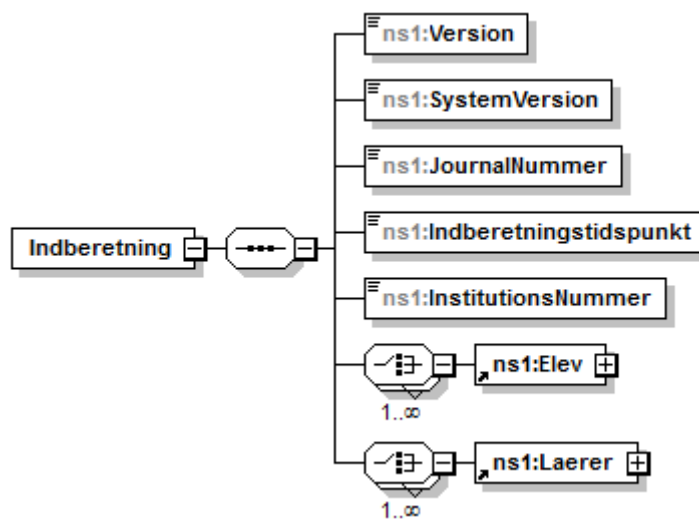 ns1:Version
ns1:SystemVersion
ns1:JournalNummer
Indberetning
ns1:Indberetningstidspunkt
ns1:InstitutionsNummer
ns1:Elev
1..∞
ns1:Laerer
1..∞